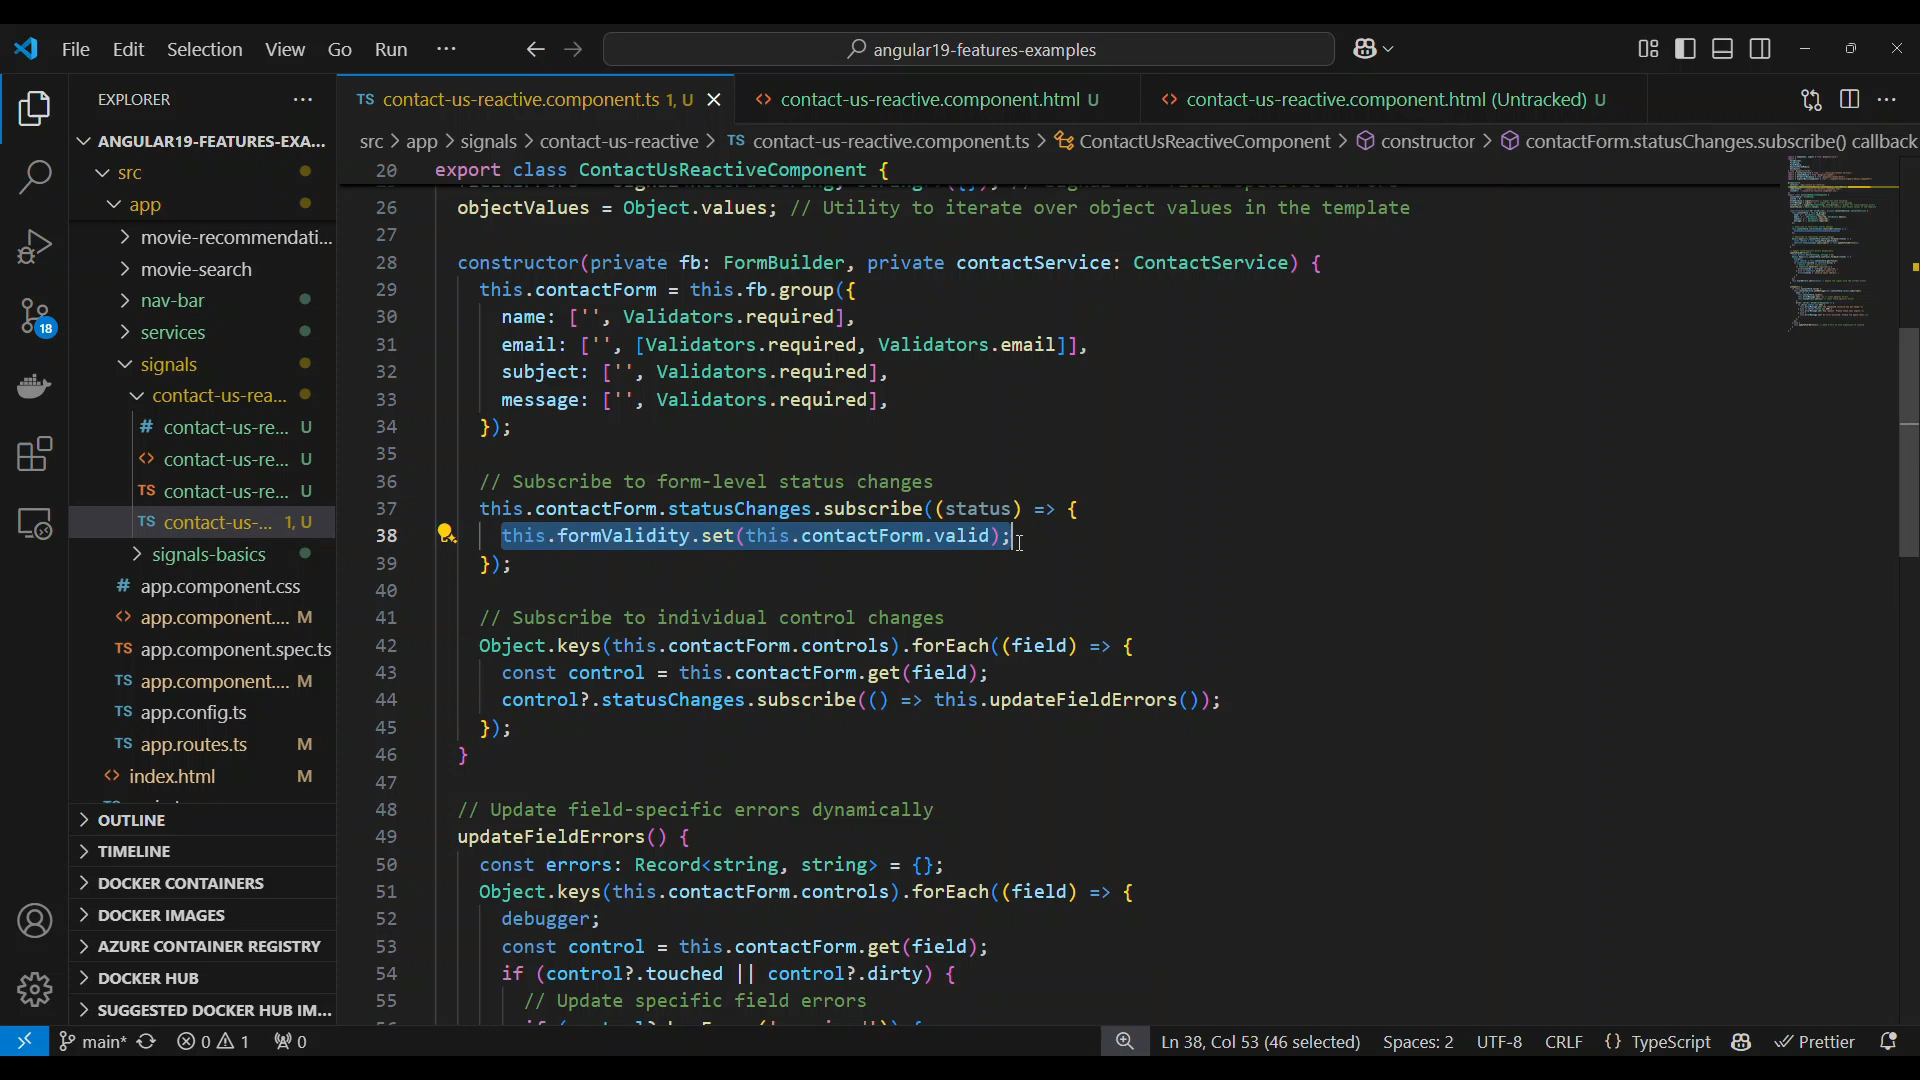 File Edit Selection View Go Run ···
angular19-features-examples
EXPLORER ···
TS contact-us-reactive.component.ts 1, U
<> contact-us-reactive.component.html U
<> contact-us-reactive.component.html (Untracked) U
ANGULAR19-FEATURES-EXA...
src > app > signals > contact-us-reactive > TS contact-us-reactive.component.ts > ContactUsReactiveComponent > constructor > contactForm.statusChanges.subscribe() callback
src
app
movie-recommendati...
movie-search
nav-bar
services
signals
contact-us-rea...
# contact-us-re... U
<> contact-us-re... U
TS contact-us-re... U
TS contact-us-... 1, U
signals-basics
# app.component.css
<> app.component.... M
TS app.component.spec.ts
TS app.component.... M
TS app.config.ts
TS app.routes.ts M
<> index.html M
OUTLINE
TIMELINE
DOCKER CONTAINERS
DOCKER IMAGES
AZURE CONTAINER REGISTRY
DOCKER HUB
SUGGESTED DOCKER HUB IM...
18
20 export class ContactUsReactiveComponent {
26 objectValues = Object.values; // Utility to iterate over object values in the template
27
28 constructor(private fb: FormBuilder, private contactService: ContactService) {
29 this.contactForm = this.fb.group({
30 name: ['', Validators.required],
31 email: ['', [Validators.required, Validators.email]],
32 subject: ['', Validators.required],
33 message: ['', Validators.required],
34 });
35
36 // Subscribe to form-level status changes
37 this.contactForm.statusChanges.subscribe((status) => {
38 this.formValidity.set(this.contactForm.valid);
39 });
40
41 // Subscribe to individual control changes
42 Object.keys(this.contactForm.controls).forEach((field) => {
43 const control = this.contactForm.get(field);
44 control?.statusChanges.subscribe(() => this.updateFieldErrors());
45 });
46 }
47
48 // Update field-specific errors dynamically
49 updateFieldErrors() {
50 const errors: Record<string, string> = {};
51 Object.keys(this.contactForm.controls).forEach((field) => {
52 debugger;
53 const control = this.contactForm.get(field);
54 if (control?.touched || control?.dirty) {
55 // Update specific field errors
main* 0 1 0
Ln 38, Col 53 (46 selected) Spaces: 2 UTF-8 CRLF {} TypeScript Prettier